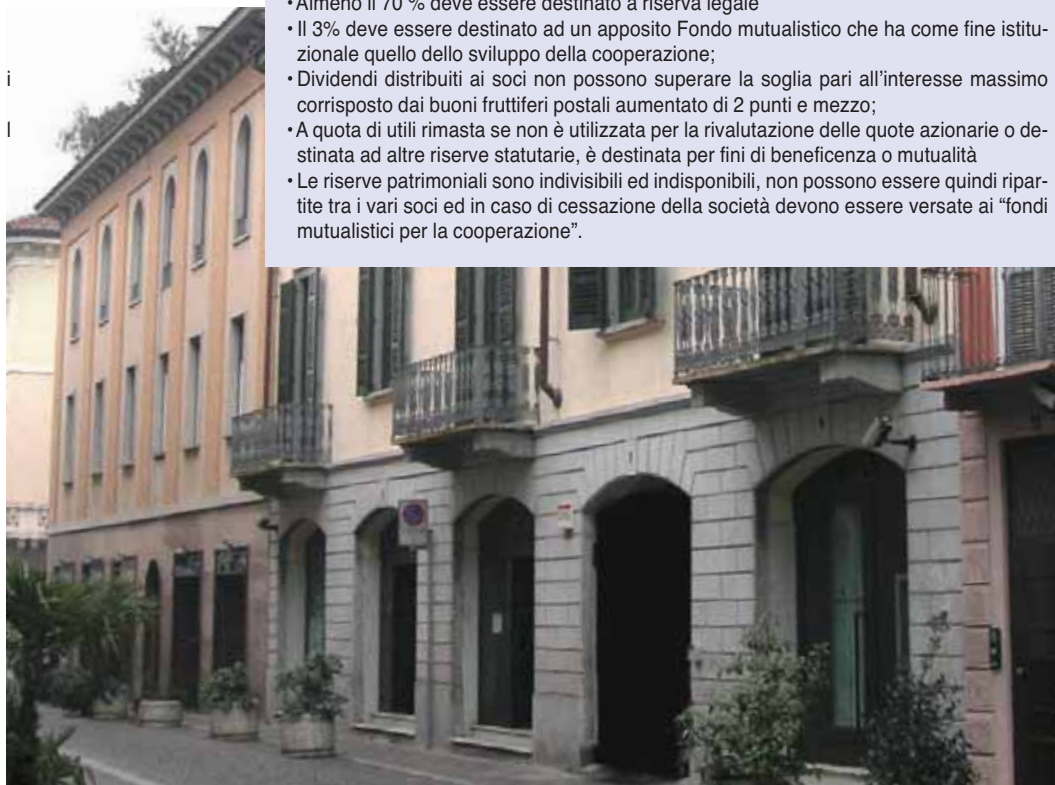 • Almeno il 70 % deve essere destinato a riserva legale
• Il 3% deve essere destinato ad un apposito Fondo mutualistico che ha come fine istitu-
zionale quello dello sviluppo della cooperazione;
• Dividendi distribuiti ai soci non possono superare la soglia pari all'interesse massimo
corrisposto dai buoni fruttiferi postali aumentato di 2 punti e mezzo;
• A quota di utili rimasta se non è utilizzata per la rivalutazione delle quote azionarie o de-
stinata ad altre riserve statutarie, è destinata per fini di beneficenza o mutualità
• Le riserve patrimoniali sono indivisibili ed indisponibili, non possono essere quindi ripar-
tite tra i vari soci ed in caso di cessazione della società devono essere versate ai “fondi
mutualistici per la cooperazione”.
i
l